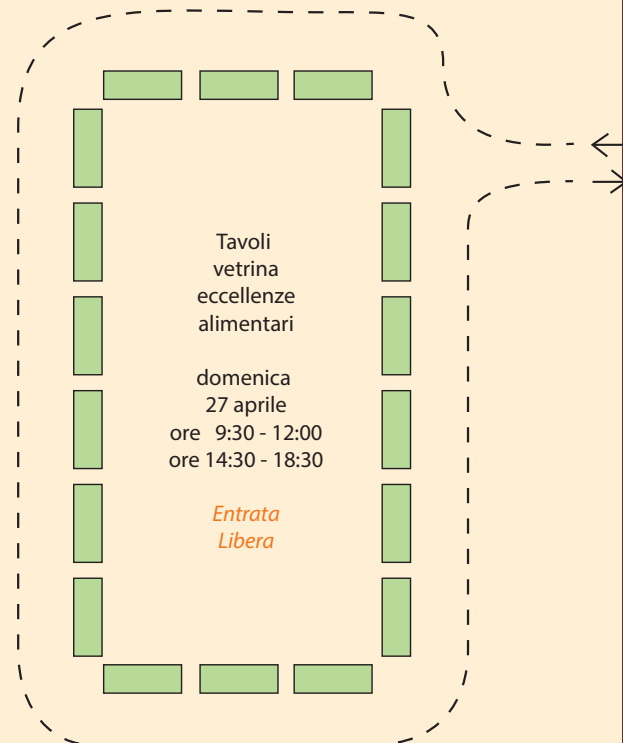 Tavoli
vetrina
eccellenze
alimentari
domenica
27 aprile
ore 9:30 - 12:00
ore 14:30 - 18:30
Entrata
Libera